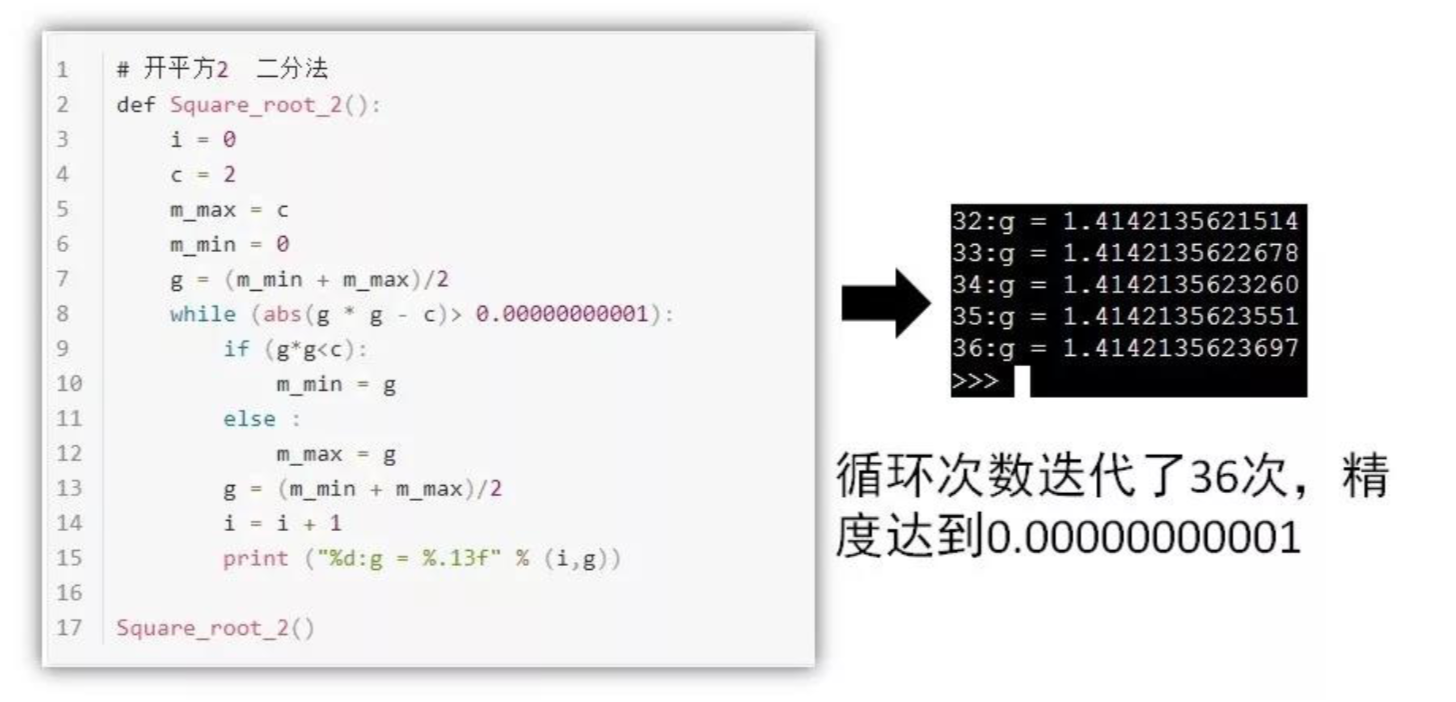 1 # 开平方2 二分法
2 def Square_root_2():
3 i = 0
4 c = 2
5 m_max = c
6 m_min = 0
7 g = (m_min + m_max)/2
8 while (abs(g * g - c)> 0.00000000001):
9 if (g*g<c):
10 m_min = g
11 else :
12 m_max = g
13 g = (m_min + m_max)/2
14 i = i + 1
15 print ("%d:g = %.13f" % (i,g))
16
17 Square_root_2()
32:g = 1.4142135621514
33:g = 1.4142135622678
34:g = 1.4142135623260
35:g = 1.4142135623551
36:g = 1.4142135623697
>>>
循环次数迭代了36次，精
度达到0.00000000001